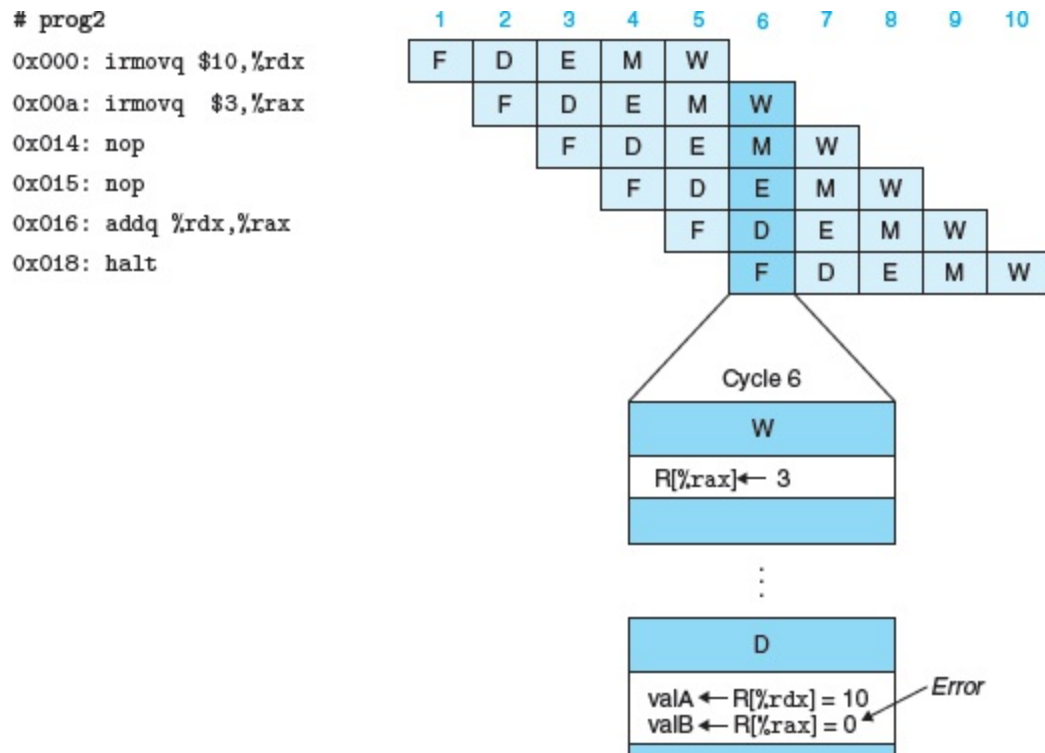 # prog2
1 2 3 4 5 6 7 8 9 10
0x000: irmovq $10,%rdx F D E M W
0x00a: irmovq $3,%rax F D E M W
0x014: nop F D E M W
0x015: nop F D E M W
0x016: addq %rdx,%rax F D E M W
0x018: halt F D E M W
Cycle 6
W
R[%rax]← 3
⋮
D
valA ← R[%rdx] = 10
valB ← R[%rax] = 0
Error